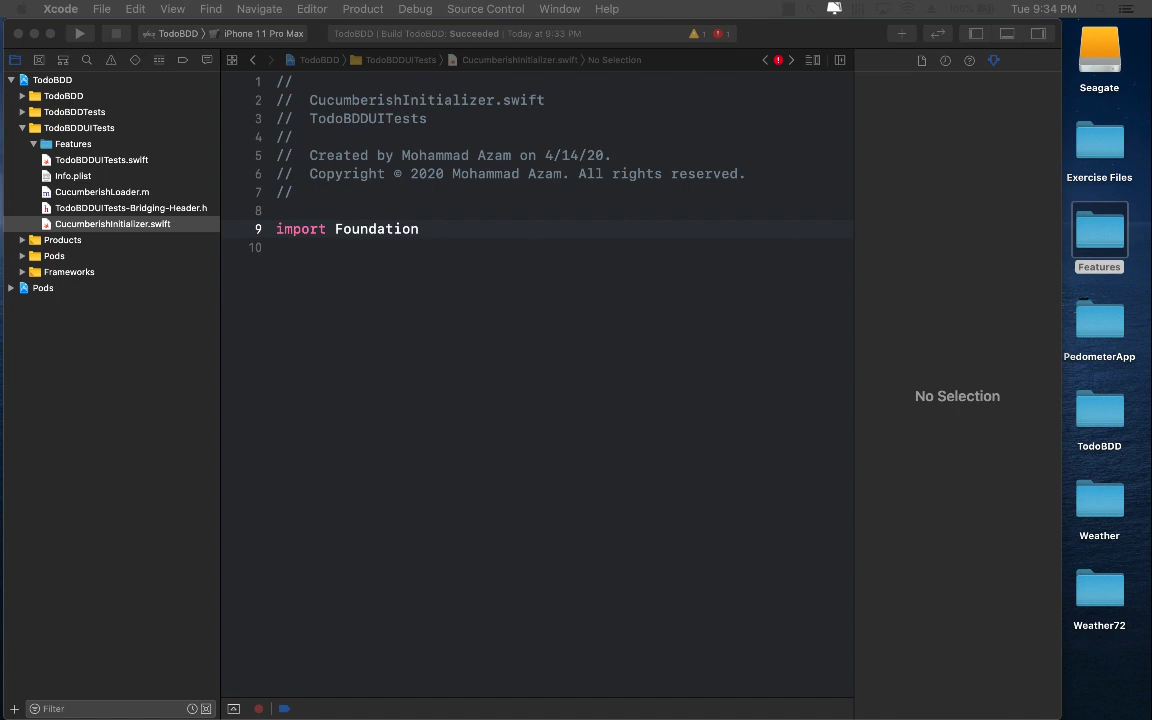 Xcode File Edit View Find Navigate Editor Product Debug Source Control Window Help
100%
Tue 9:34 PM
TodoBDD 〉 iPhone 11 Pro Max
TodoBDD | Build TodoBDD: Succeeded | Today at 9:33 PM
1
1
TodoBDD 〉 TodoBDDUITests 〉 CucumberishInitializer.swift 〉 No Selection
TodoBDD
TodoBDD
TodoBDDTests
TodoBDDUITests
Features
TodoBDDUITests.swift
Info.plist
CucumberishLoader.m
TodoBDDUITests-Bridging-Header.h
CucumberishInitializer.swift
Products
Pods
Frameworks
Pods
Filter
1 //
2 // CucumberishInitializer.swift
3 // TodoBDDUITests
4 //
5 // Created by Mohammad Azam on 4/14/20.
6 // Copyright © 2020 Mohammad Azam. All rights reserved.
7 //
8
9 import Foundation
10
No Selection
Seagate
Exercise Files
Features
PedometerApp
TodoBDD
Weather
Weather72